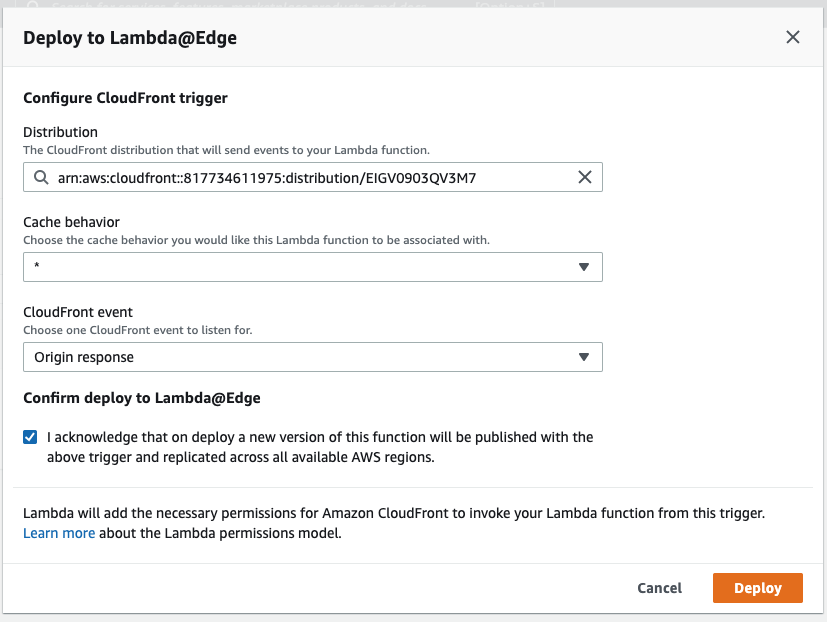 Deploy to Lambda@Edge
Configure CloudFront trigger
Distribution
The CloudFront distribution that will send events to your Lambda function.
arn:aws:cloudfront::817734611975:distribution/EIGV0903QV3M7
Cache behavior
Choose the cache behavior you would like this Lambda function to be associated with.
*
CloudFront event
Choose one CloudFront event to listen for.
Origin response
Confirm deploy to Lambda@Edge
I acknowledge that on deploy a new version of this function will be published with the
above trigger and replicated across all available AWS regions.
Lambda will add the necessary permissions for Amazon CloudFront to invoke your Lambda function from this trigger.
Learn more about the Lambda permissions model.
Cancel
Deploy